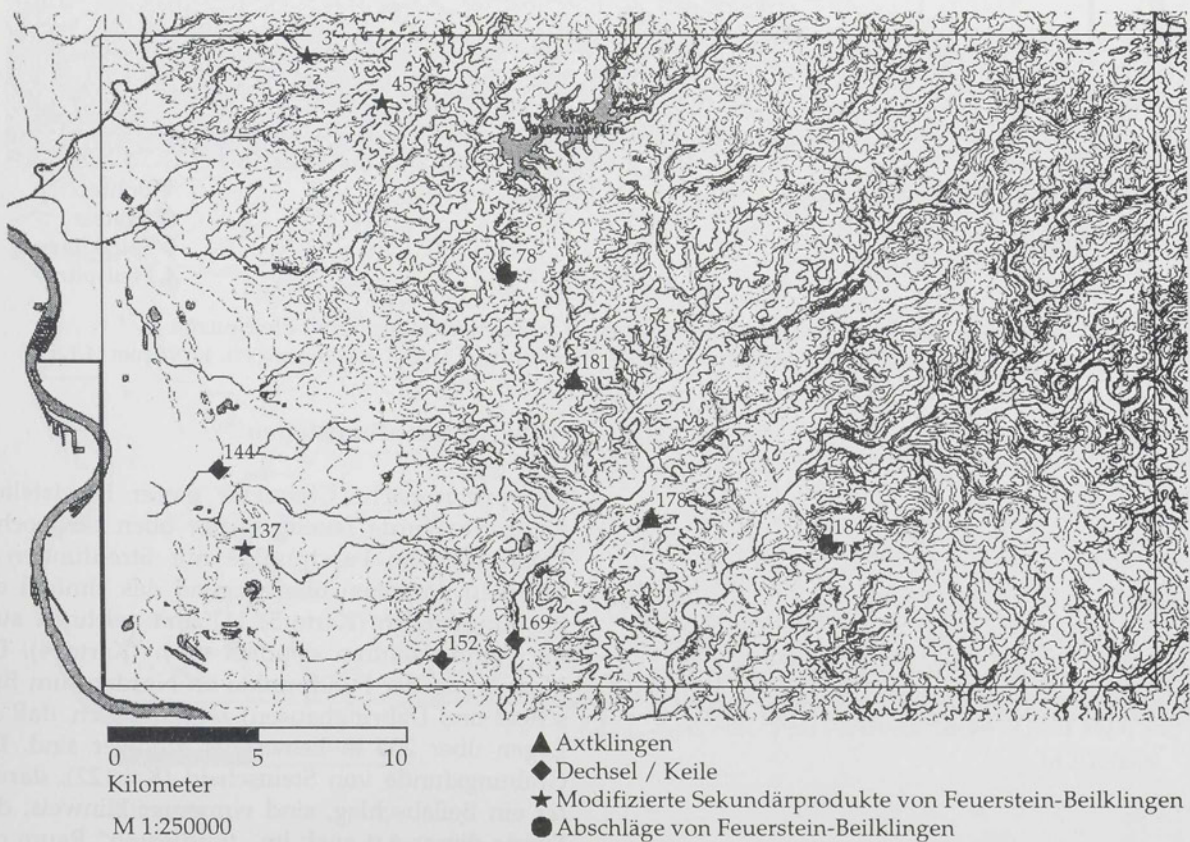 3
45
78
181
144
178
184
137
169
152
0 5 10
Kilometer
M 1:250000
Axtklingen
Dechsel / Keile
Modifizierte Sekundärprodukte von Feuerstein-Beilklingen
Abschläge von Feuerstein-Beilklingen